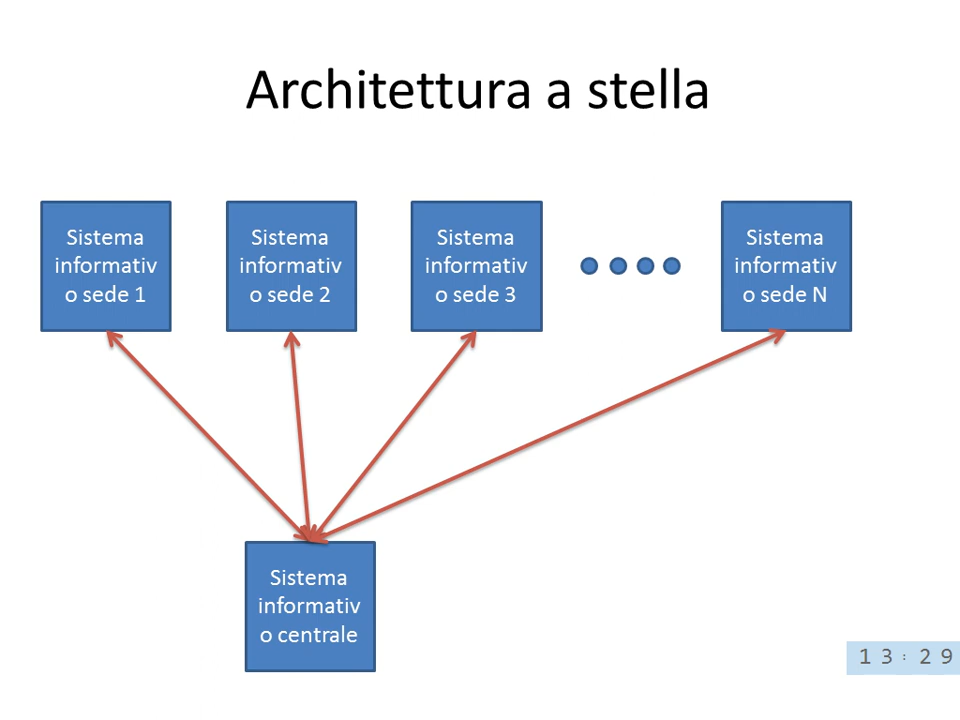 Architettura a stella
Sistema
informativ
o sede 1
Sistema
informativ
o sede 2
Sistema
informativ
o sede 3
Sistema
informativ
o sede N
Sistema
informativ
o centrale
13:29